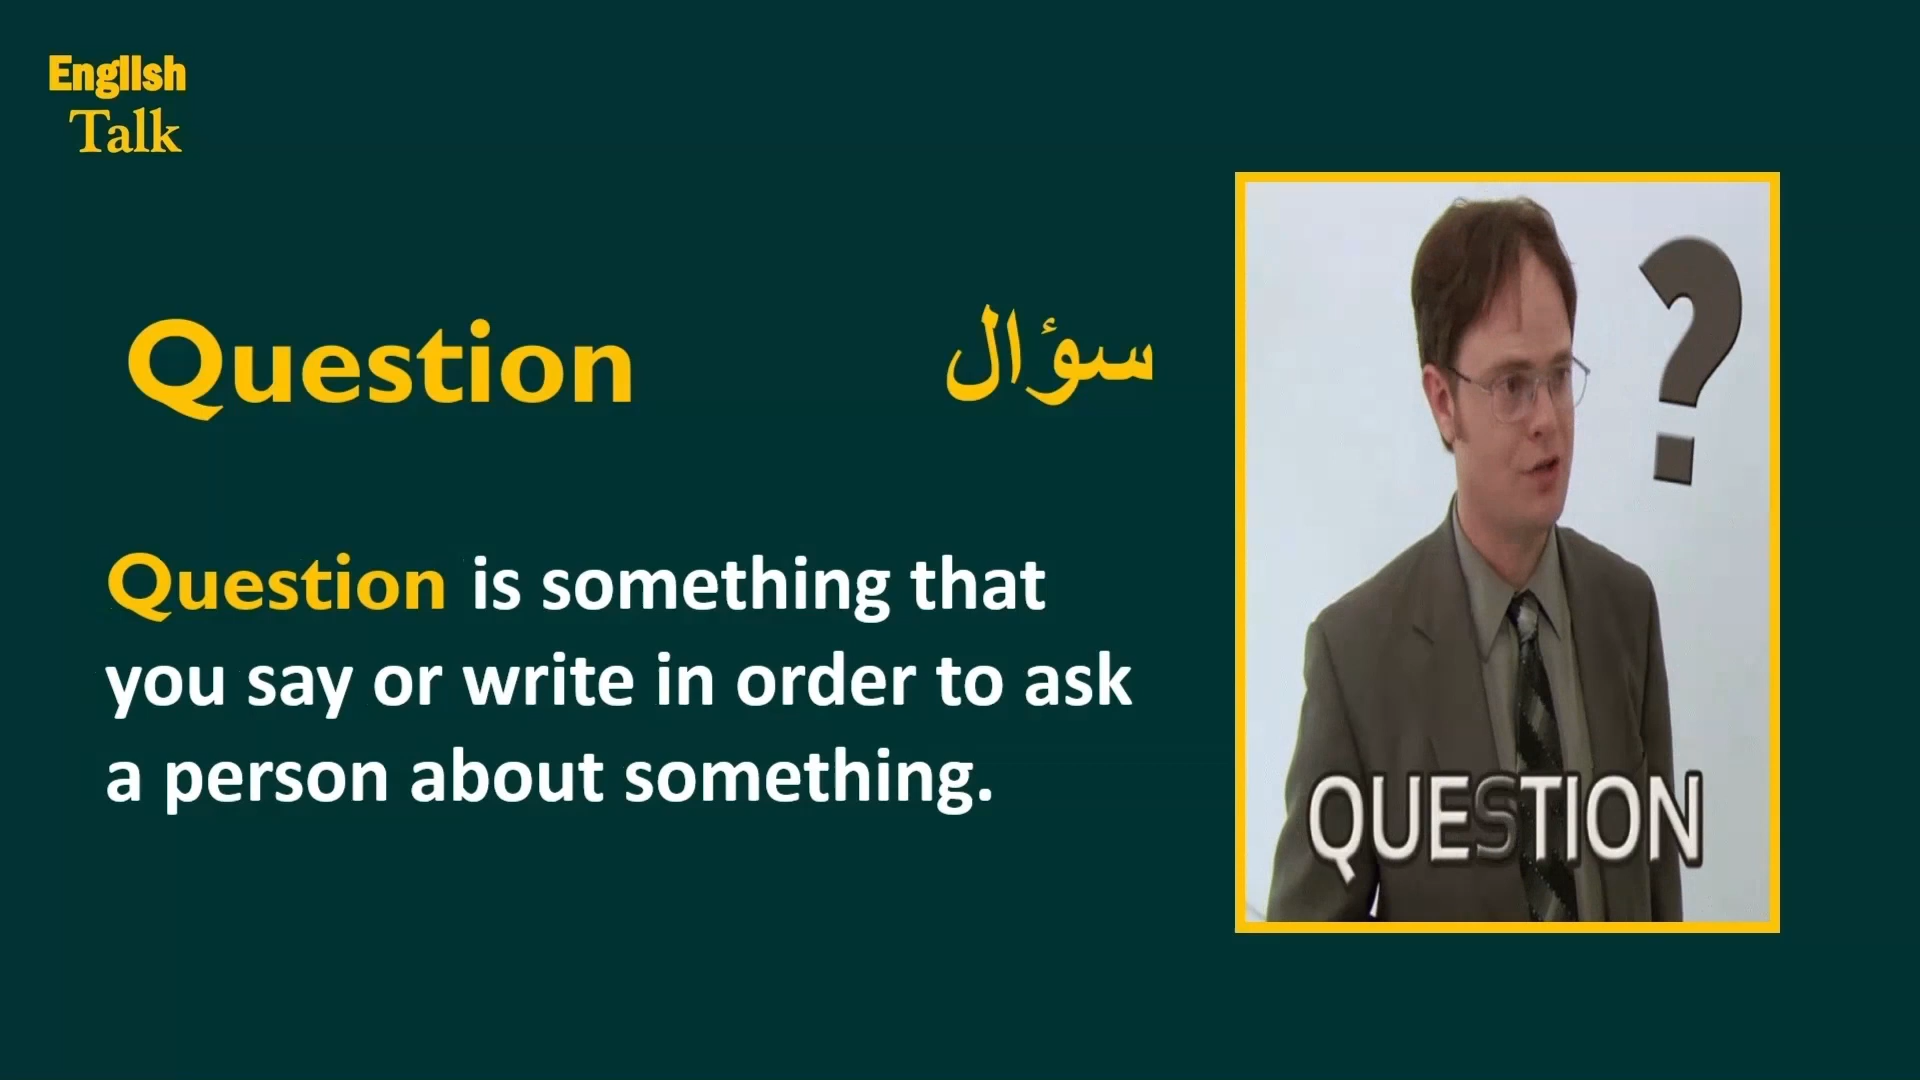 English
Talk
Question
سؤال
Question is something that
you say or write in order to ask
a person about something.
?
QUESTION